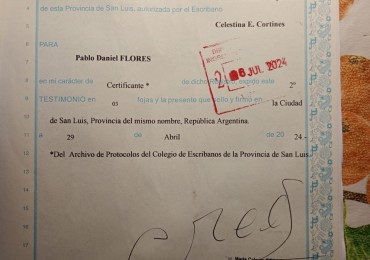 de esta Provincia de San Luis, autorizada por el Escribano
Celestina E. Cortines
PARA
Pablo Daniel FLORES
en mi carácter de Certificante * de dicho expido este 2º
TESTIMONIO en 03 fojas y la presente que sello y firmo en la Ciudad
de San Luis, Provincia del mismo nombre, República Argentina.
a 29 de Abril de 20 24.-
*Del Archivo de Protocolos del Colegio de Escribanos de la Provincia de San Luis.
2 JUL. 2024